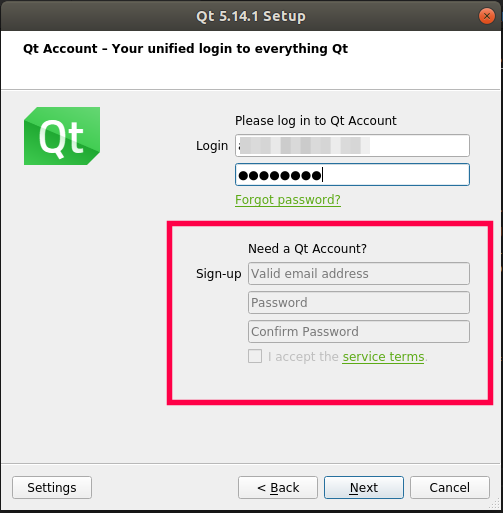 Qt 5.14.1 Setup
Qt Account – Your unified login to everything Qt
Qt
Please log in to Qt Account
Login
●●●●●●●●
Forgot password?
Need a Qt Account?
Sign-up Valid email address
Password
Confirm Password
I accept the service terms.
Settings < Back Next Cancel